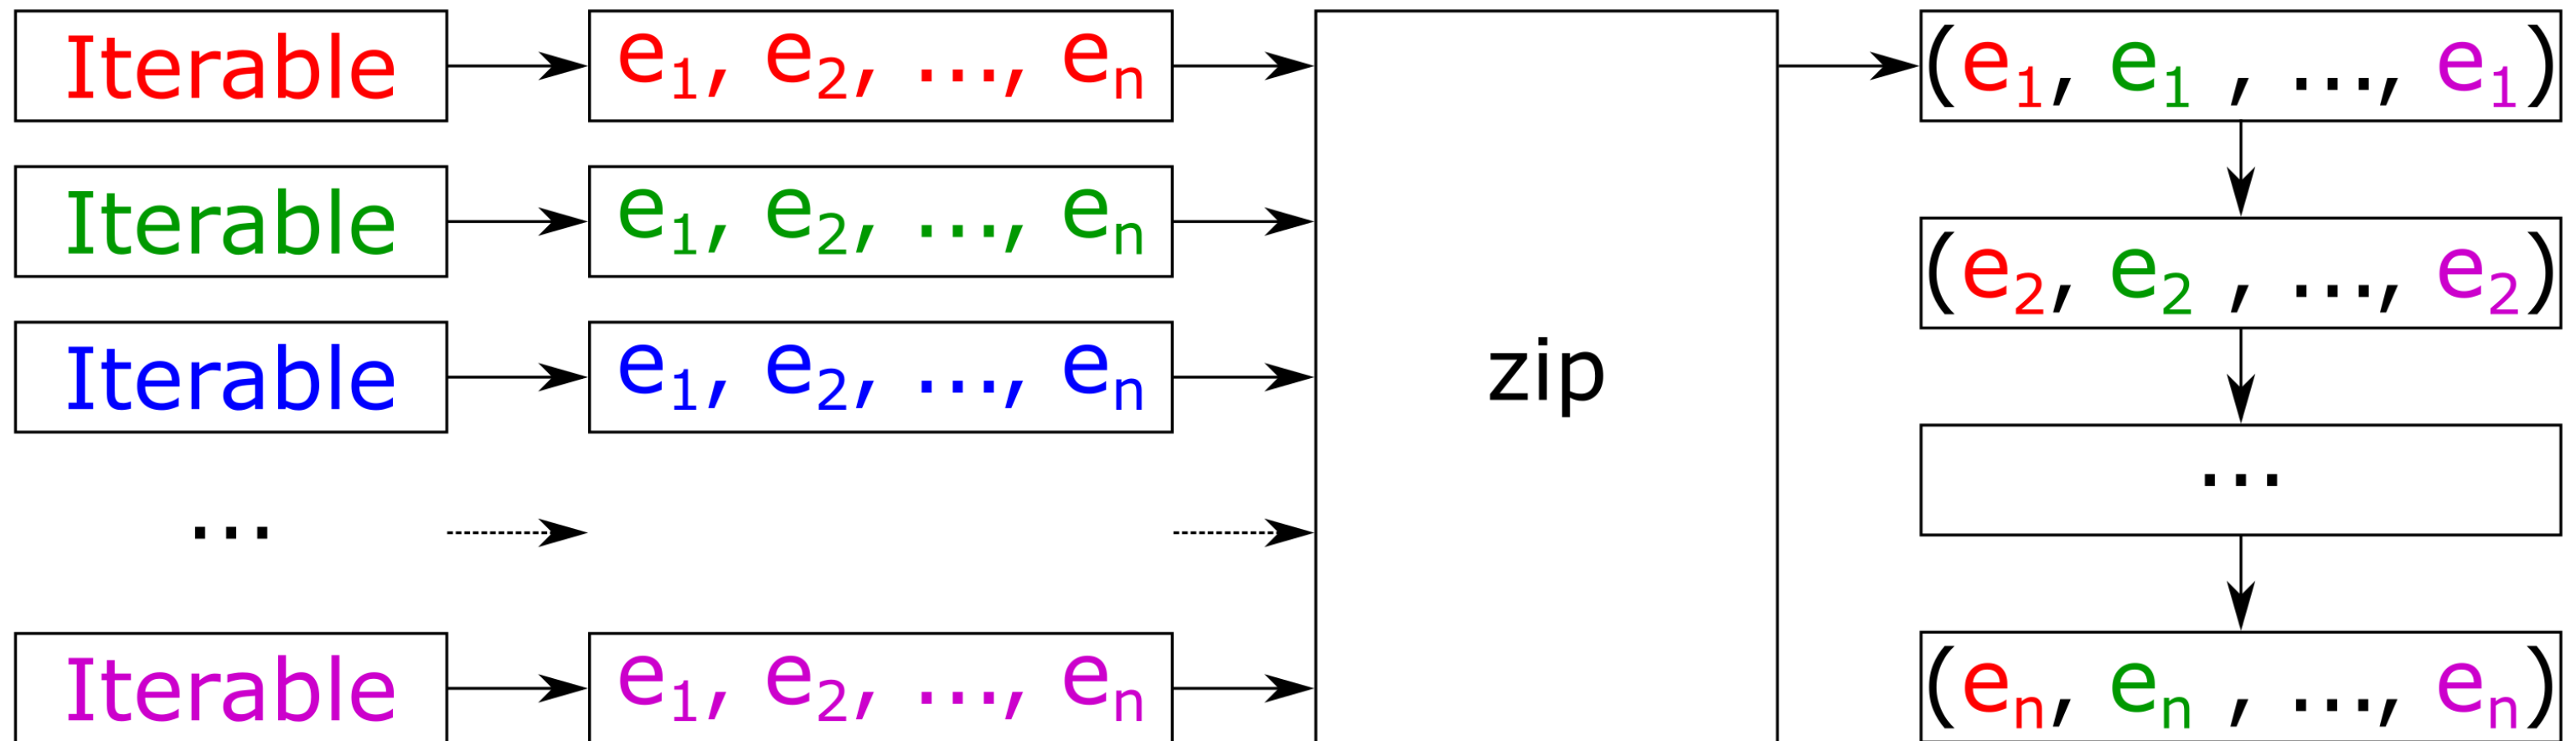 Iterable e₁, e₂, ..., eₙ (e₁, e₁ , ..., e₁)
Iterable e₁, e₂, ..., eₙ
(e₂, e₂ , ..., e₂)
Iterable e₁, e₂, ..., eₙ
zip
...
...
Iterable e₁, e₂, ..., eₙ (eₙ, eₙ , ..., eₙ)